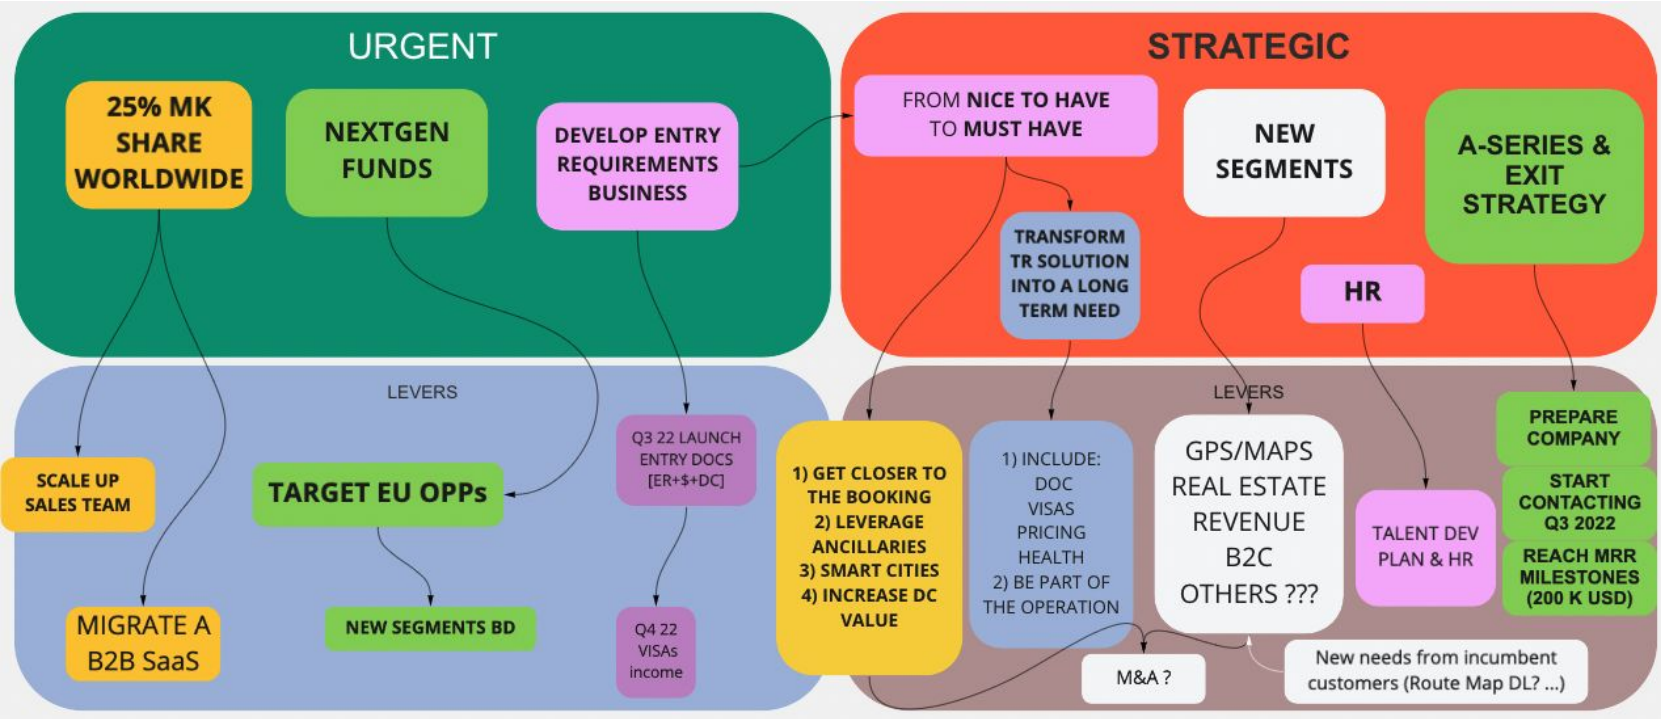 URGENT
25% MK
SHARE
WORLDWIDE
NEXTGEN
FUNDS
DEVELOP ENTRY
REQUIREMENTS
BUSINESS
STRATEGIC
FROM NICE TO HAVE
TO MUST HAVE
NEW
SEGMENTS
A-SERIES &
EXIT
STRATEGY
TRANSFORM
TR SOLUTION
INTO A LONG
TERM NEED
HR
LEVERS
SCALE UP
SALES TEAM
TARGET EU OPPs
Q3 22 LAUNCH
ENTRY DOCS
[ER+$+DC]
MIGRATE A
B2B SaaS
NEW SEGMENTS BD
Q4 22
VISAs
income
LEVERS
1) GET CLOSER TO
THE BOOKING
2) LEVERAGE
ANCILLARIES
3) SMART CITIES
4) INCREASE DC
VALUE
1) INCLUDE:
DOC
VISAS
PRICING
HEALTH
2) BE PART OF
THE OPERATION
GPS/MAPS
REAL ESTATE
REVENUE
B2C
OTHERS ???
TALENT DEV
PLAN & HR
PREPARE
COMPANY
START
CONTACTING
Q3 2022
REACH MRR
MILESTONES
(200 K USD)
M&A ?
New needs from incumbent
customers (Route Map DL? ...)